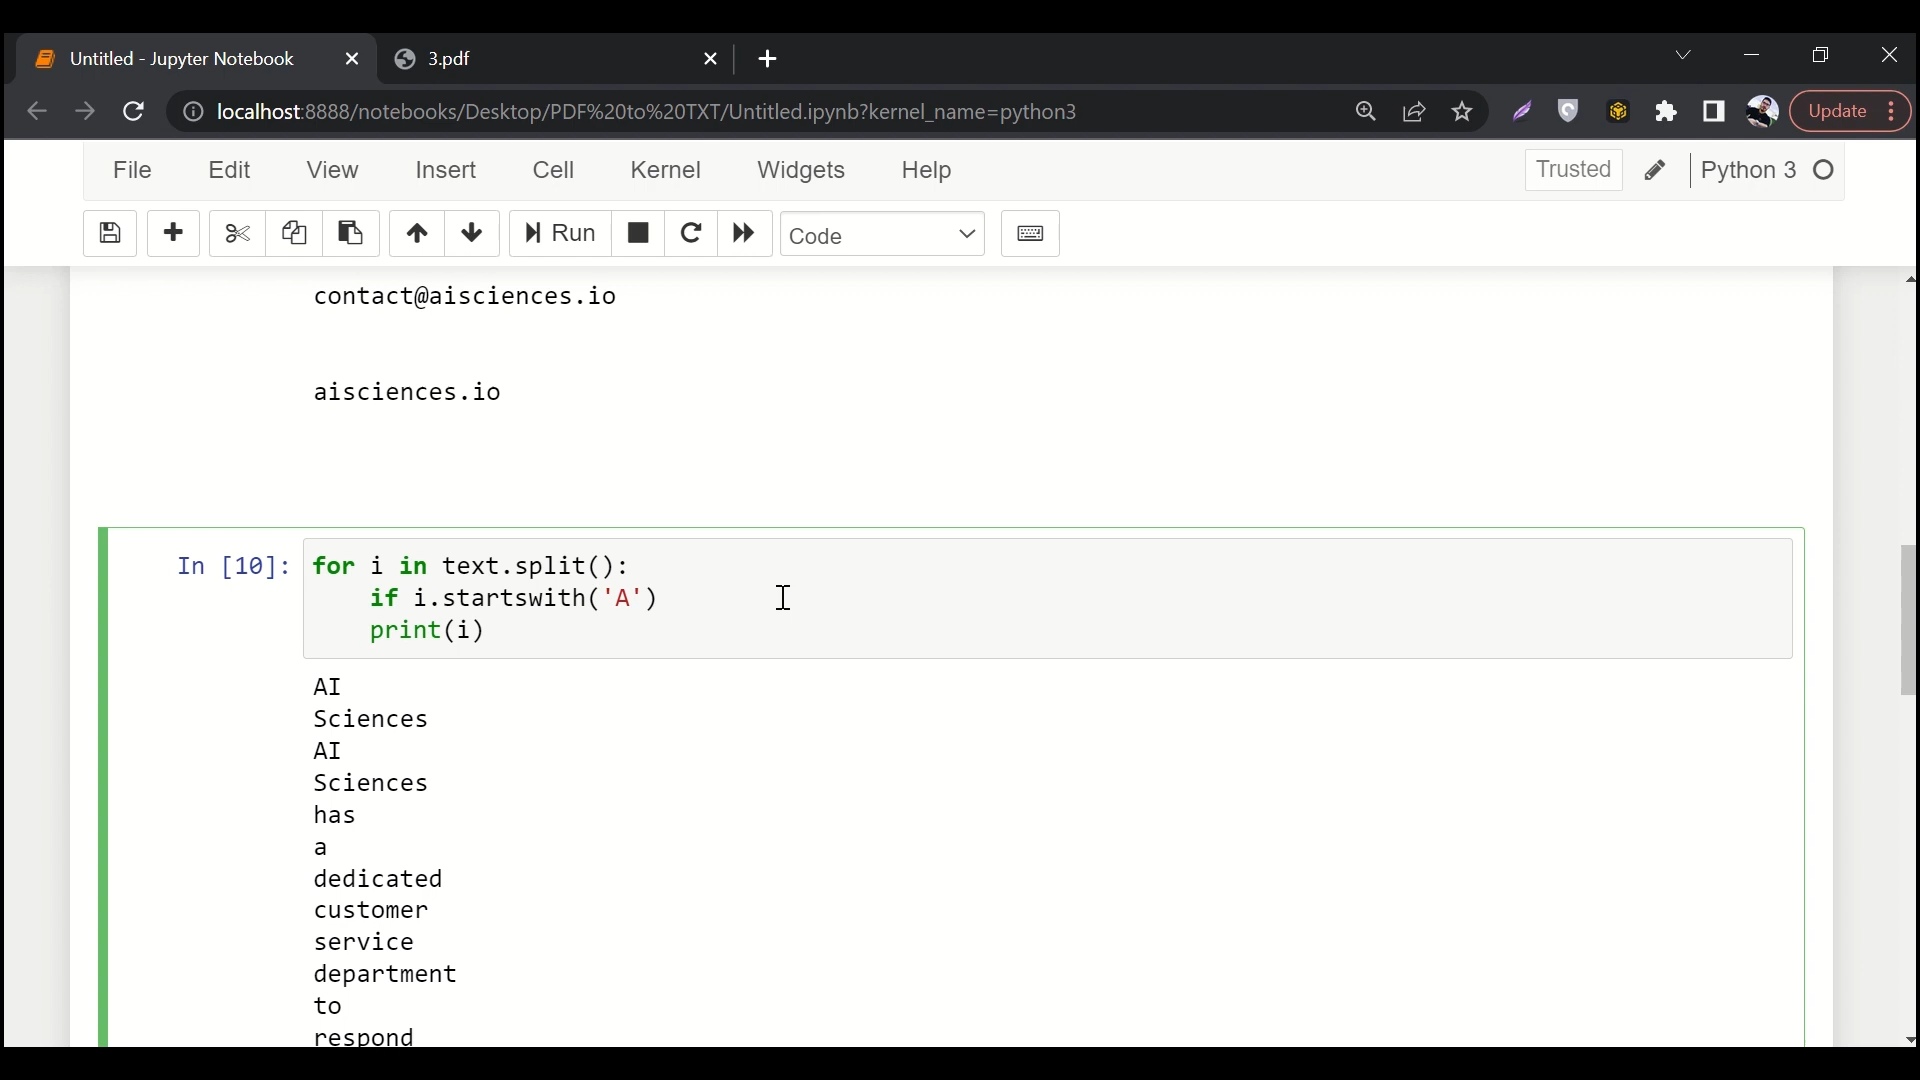 Untitled - Jupyter Notebook
3.pdf
localhost:8888/notebooks/Desktop/PDF%20to%20TXT/Untitled.ipynb?kernel_name=python3
Update
File Edit View Insert Cell Kernel Widgets Help Trusted Python 3
Run Code
contact@aisciences.io
aisciences.io
In [10]: for i in text.split():
    if i.startswith('A')
    print(i)
AI
Sciences
AI
Sciences
has
a
dedicated
customer
service
department
to
respond